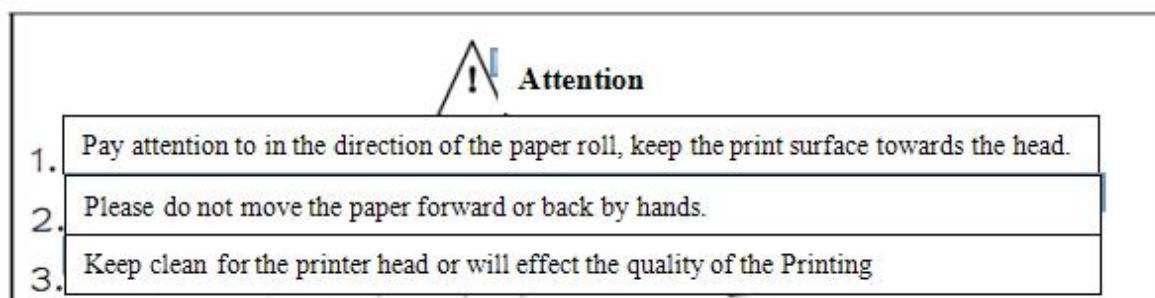 ! Attention
1. Pay attention to in the direction of the paper roll, keep the print surface towards the head.
2. Please do not move the paper forward or back by hands.
3. Keep clean for the printer head or will effect the quality of the Printing